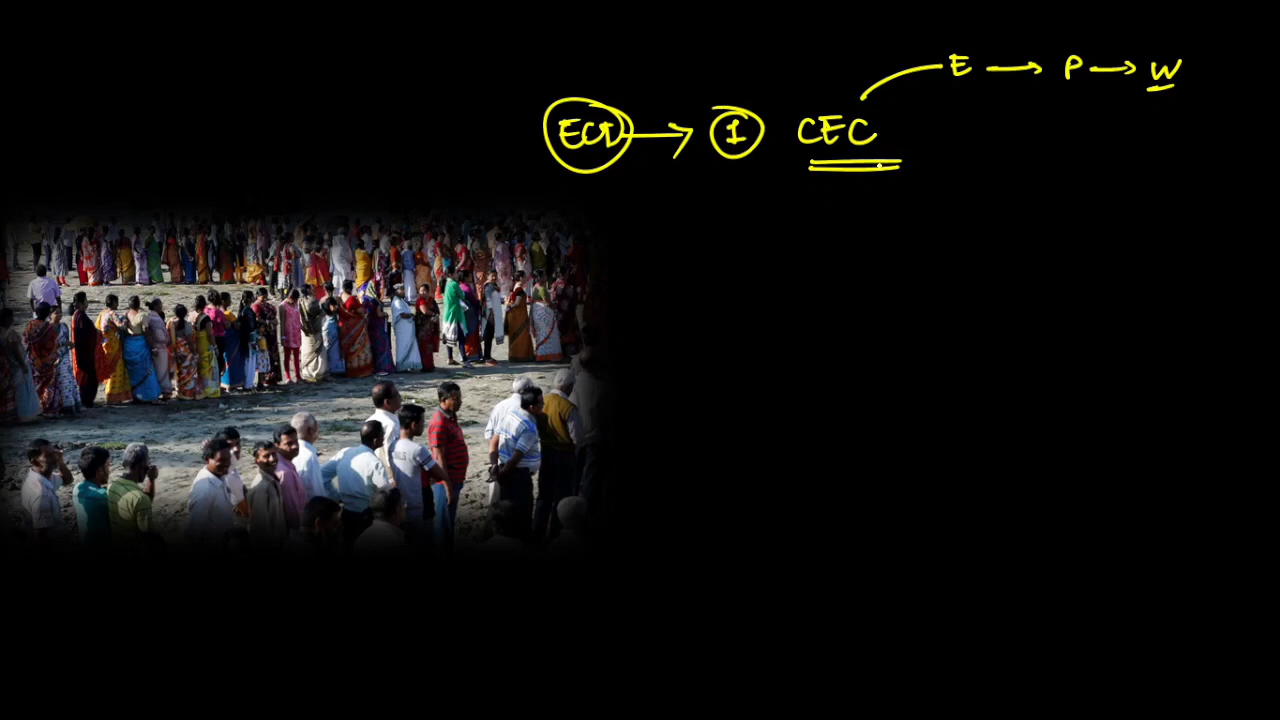 E → P → W
ECI → 1 CEC